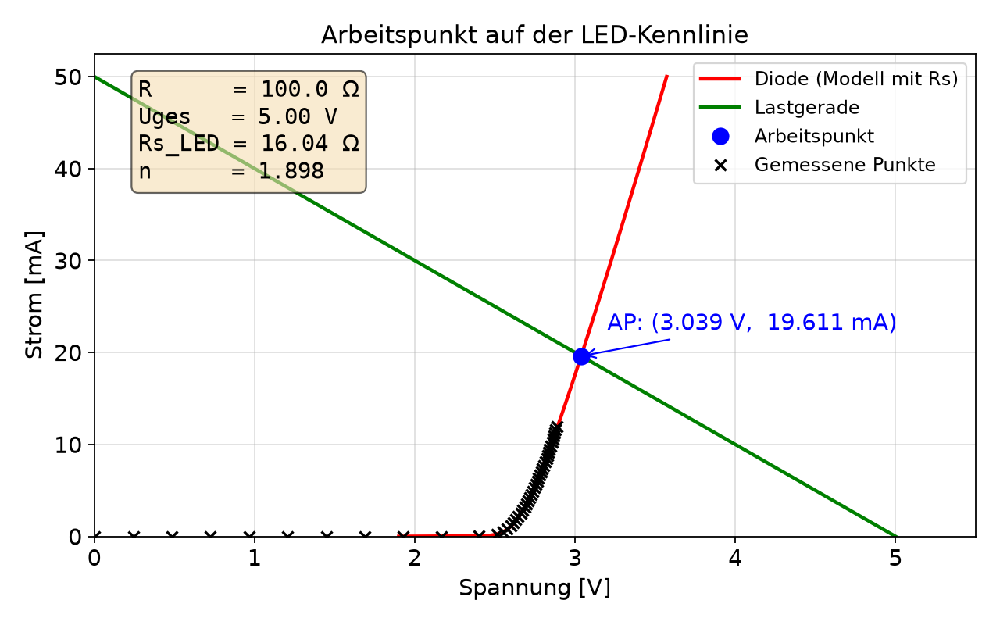 Arbeitspunkt auf der LED-Kennlinie
R = 100.0 Ω
Uges = 5.00 V
Rs_LED = 16.04 Ω
n = 1.898
Diode (Modell mit Rs)
Lastgerade
Arbeitspunkt
Gemessene Punkte
AP: (3.039 V, 19.611 mA)
Strom [mA]
50
40
30
20
10
0
0 1 2 3 4 5
Spannung [V]